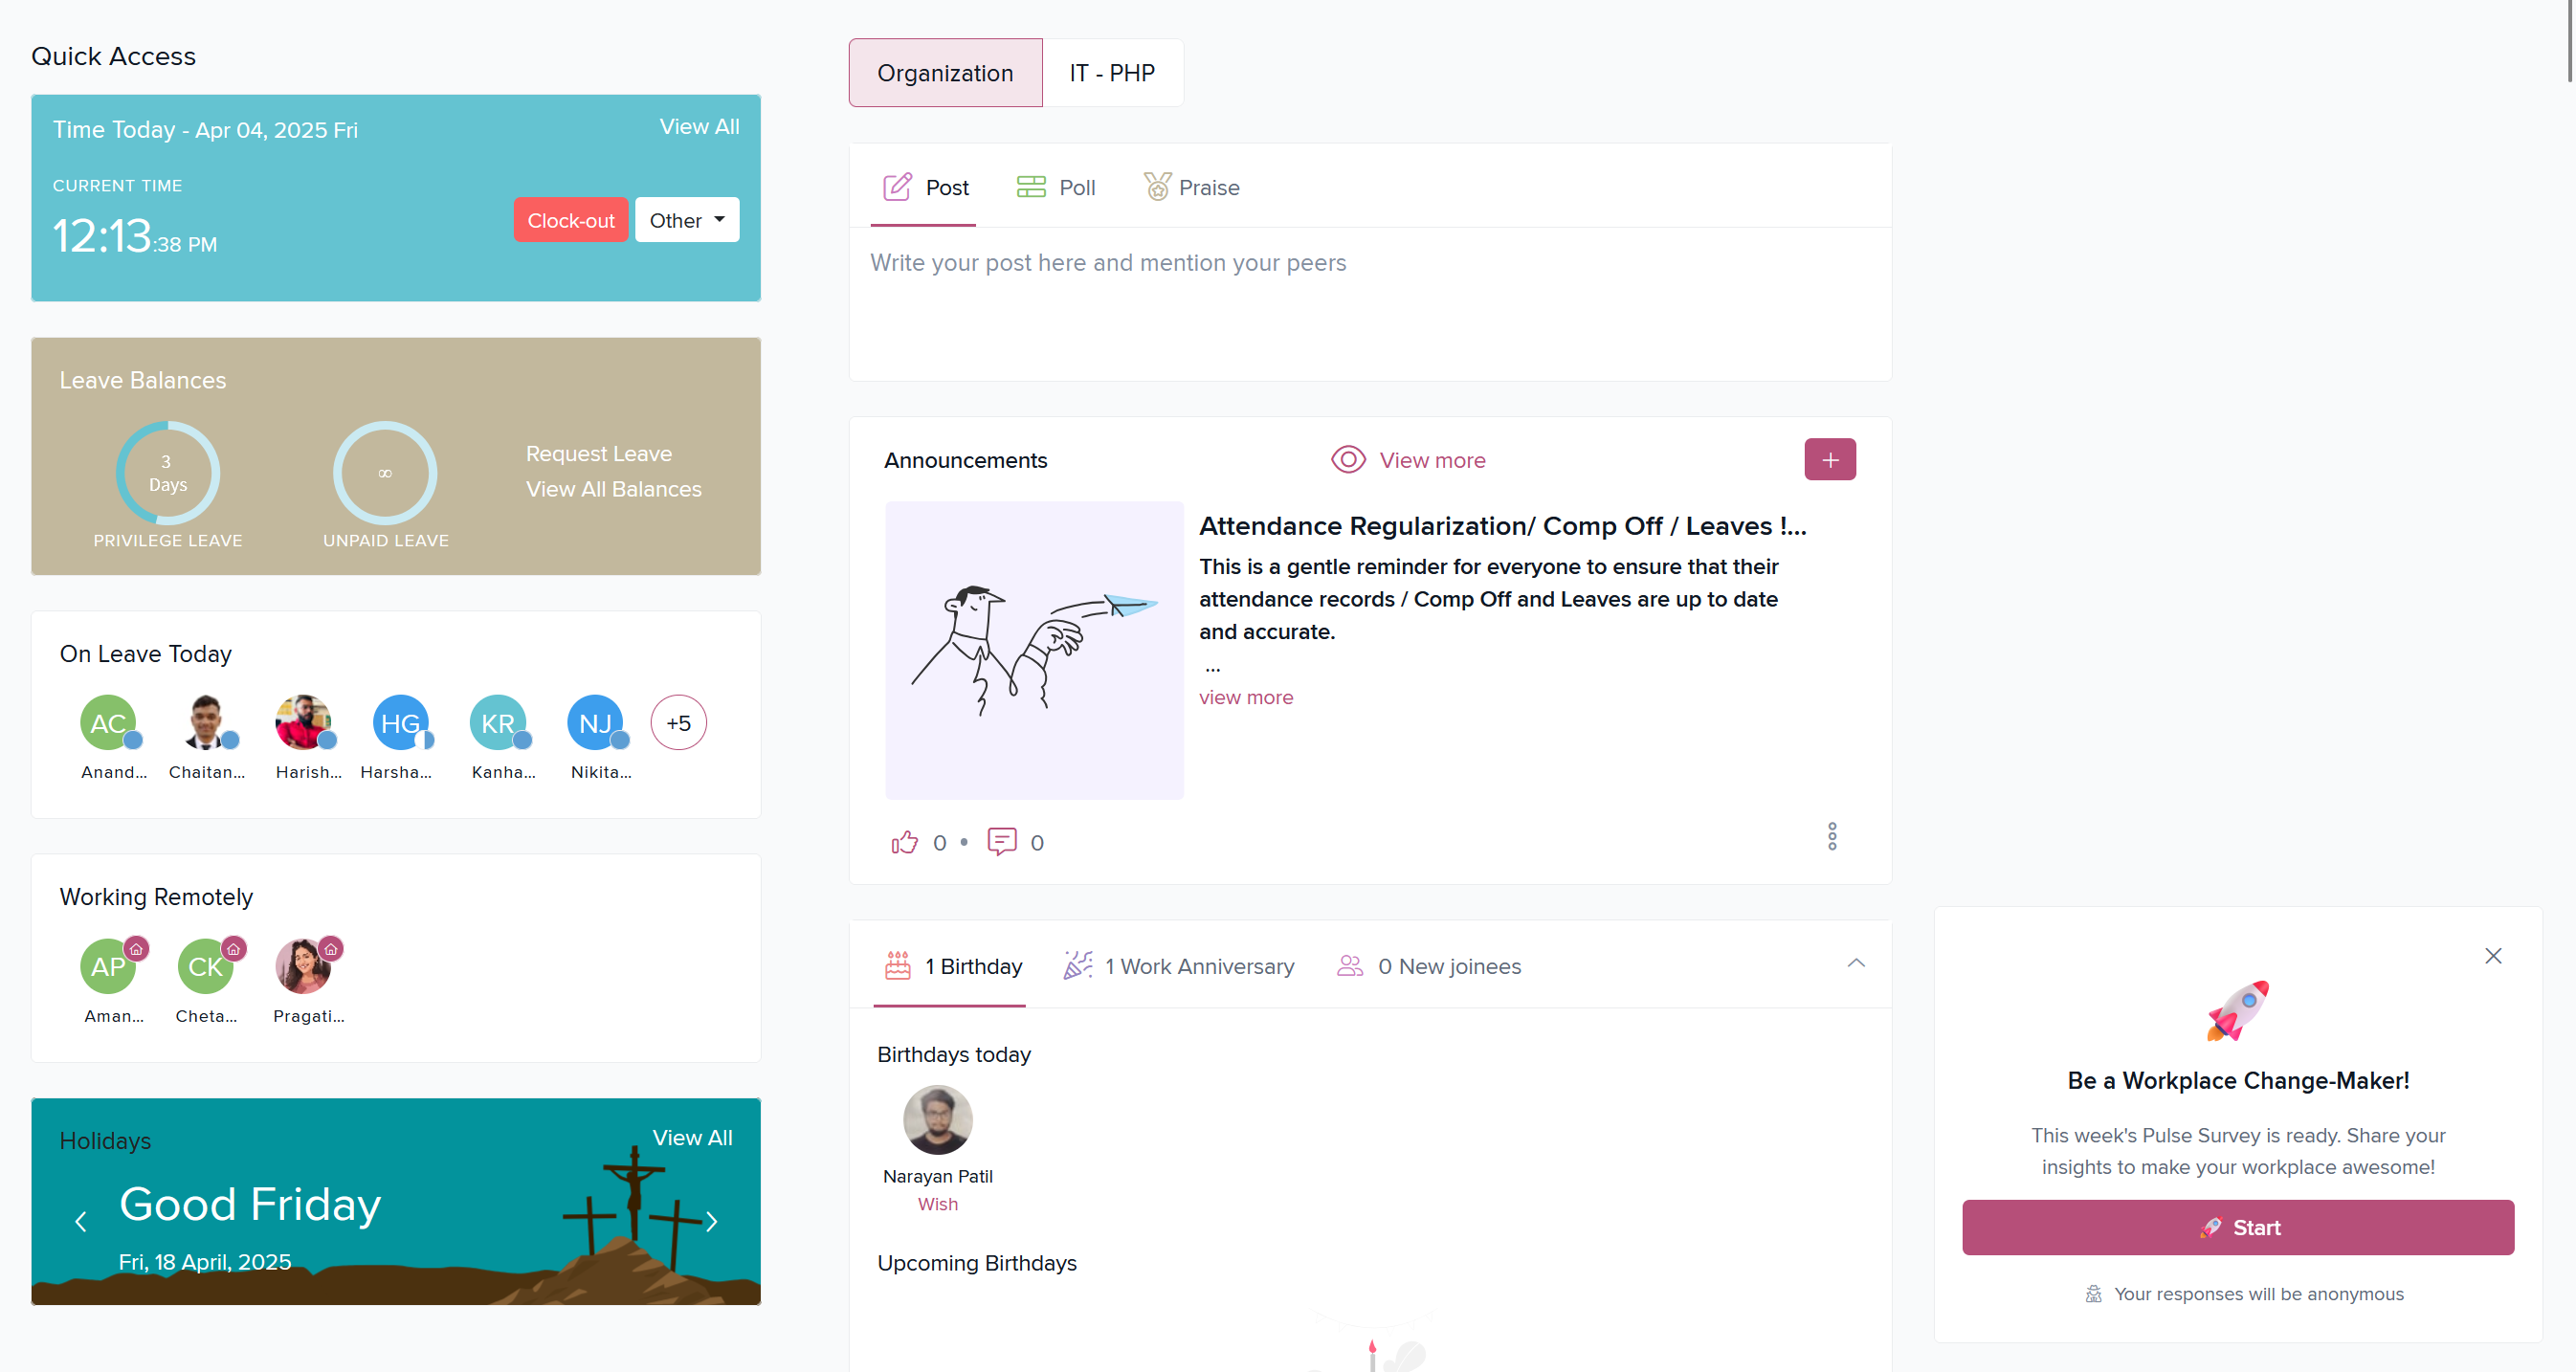 Quick Access
Time Today - Apr 04, 2025 Fri
View All
CURRENT TIME
12:13:38 PM
Clock-out
Other
Leave Balances
3
Days
∞
PRIVILEGE LEAVE
UNPAID LEAVE
Request Leave
View All Balances
On Leave Today
AC
HG
KR
NJ
+5
Anand...
Chaitan...
Harish...
Harsha...
Kanha...
Nikita...
Working Remotely
AP
CK
Aman...
Cheta...
Pragati...
Holidays
View All
Good Friday
Fri, 18 April, 2025
Organization
IT - PHP
Post
Poll
Praise
Write your post here and mention your peers
Announcements
View more
+
Attendance Regularization/ Comp Off / Leaves !...
This is a gentle reminder for everyone to ensure that their
attendance records / Comp Off and Leaves are up to date
and accurate.
...
view more
0 • 0
1 Birthday
1 Work Anniversary
0 New joinees
Birthdays today
Narayan Patil
Wish
Upcoming Birthdays
Be a Workplace Change-Maker!
This week's Pulse Survey is ready. Share your
insights to make your workplace awesome!
Start
Your responses will be anonymous